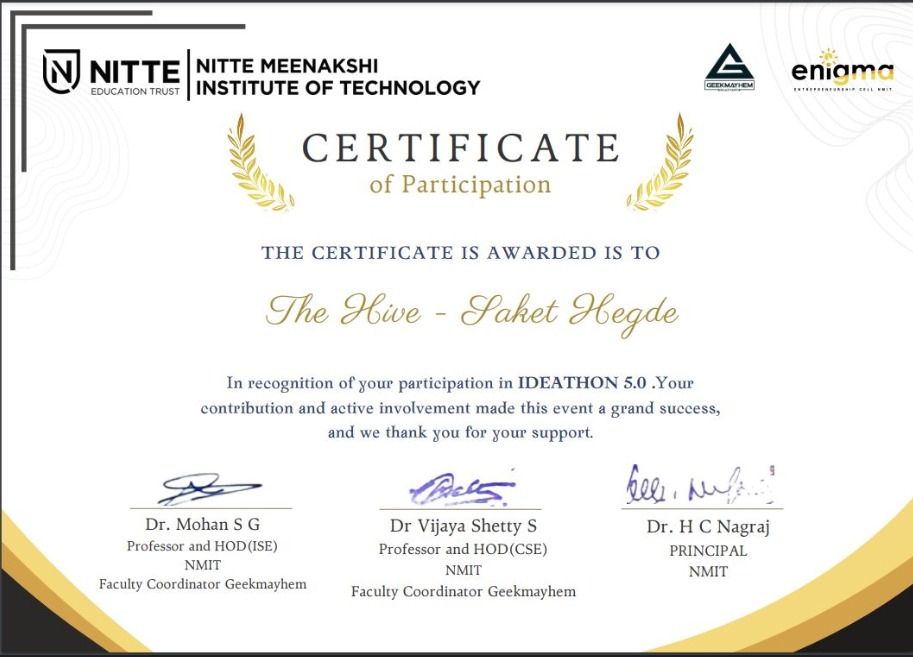 NITTE
EDUCATION TRUST
NITTE MEENAKSHI
INSTITUTE OF TECHNOLOGY
GEEKMAYHEM
enigma
ENTREPRENEURSHIP CELL NMIT
CERTIFICATE
of Participation
THE CERTIFICATE IS AWARDED IS TO
The Hive - Saket Hegde
In recognition of your participation in IDEATHON 5.0 .Your
contribution and active involvement made this event a grand success,
and we thank you for your support.
Dr. Mohan S G
Professor and HOD(ISE)
NMIT
Faculty Coordinator Geekmayhem
Dr Vijaya Shetty S
Professor and HOD(CSE)
NMIT
Faculty Coordinator Geekmayhem
Dr. H C Nagraj
PRINCIPAL
NMIT